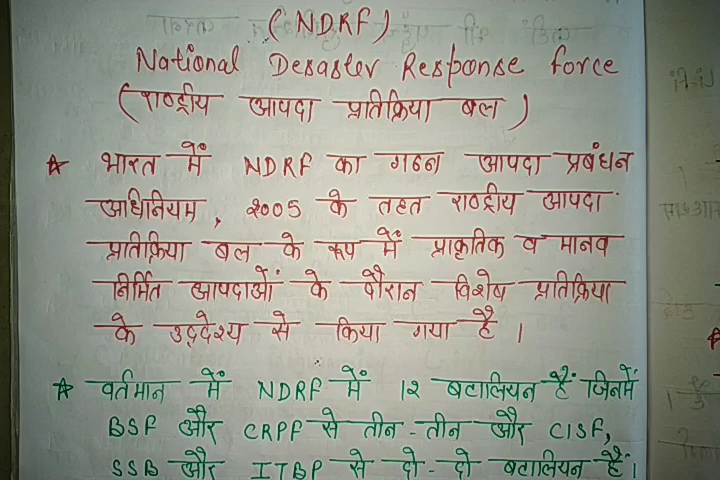 (NDRF)
National Desaster Response force
(राष्ट्रीय आपदा प्रतिक्रिया बल)
☆ भारत में NDRF का गठन आपदा प्रबंधन
अधिनियम, 2005 के तहत राष्ट्रीय आपदा
प्रतिक्रिया बल के रूप में प्राकृतिक व मानव
निर्मित आपदाओं के दौरान विशेष प्रतिक्रिया
के उद्देश्य से किया गया है ।
☆ वर्तमान में NDRF में 12 बटालियन हैं जिनमें
BSF और CRPF से तीन-तीन और CISF,
SSB और ITBP से दो-दो बटालियन हैं।